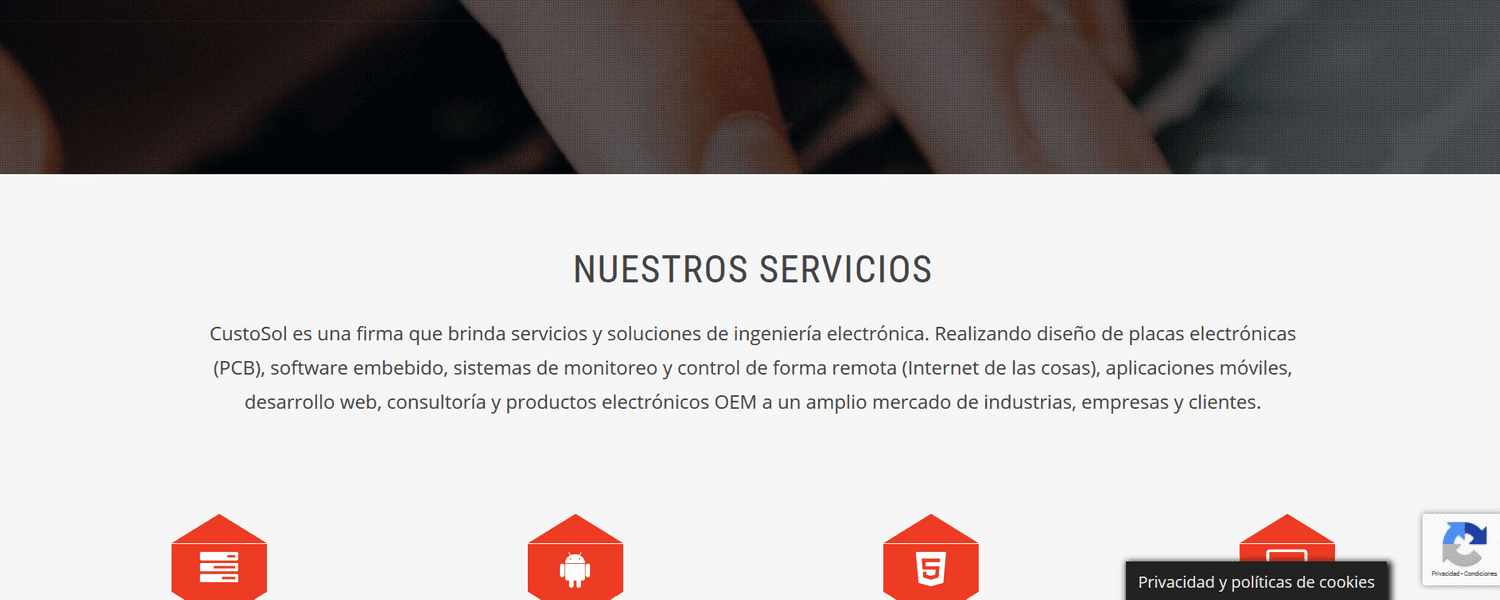 NUESTROS SERVICIOS
CustoSol es una firma que brinda servicios y soluciones de ingeniería electrónica. Realizando diseño de placas electrónicas
(PCB), software embebido, sistemas de monitoreo y control de forma remota (Internet de las cosas), aplicaciones móviles,
desarrollo web, consultoría y productos electrónicos OEM a un amplio mercado de industrias, empresas y clientes.
Privacidad y políticas de cookies
Privacidad • Condiciones